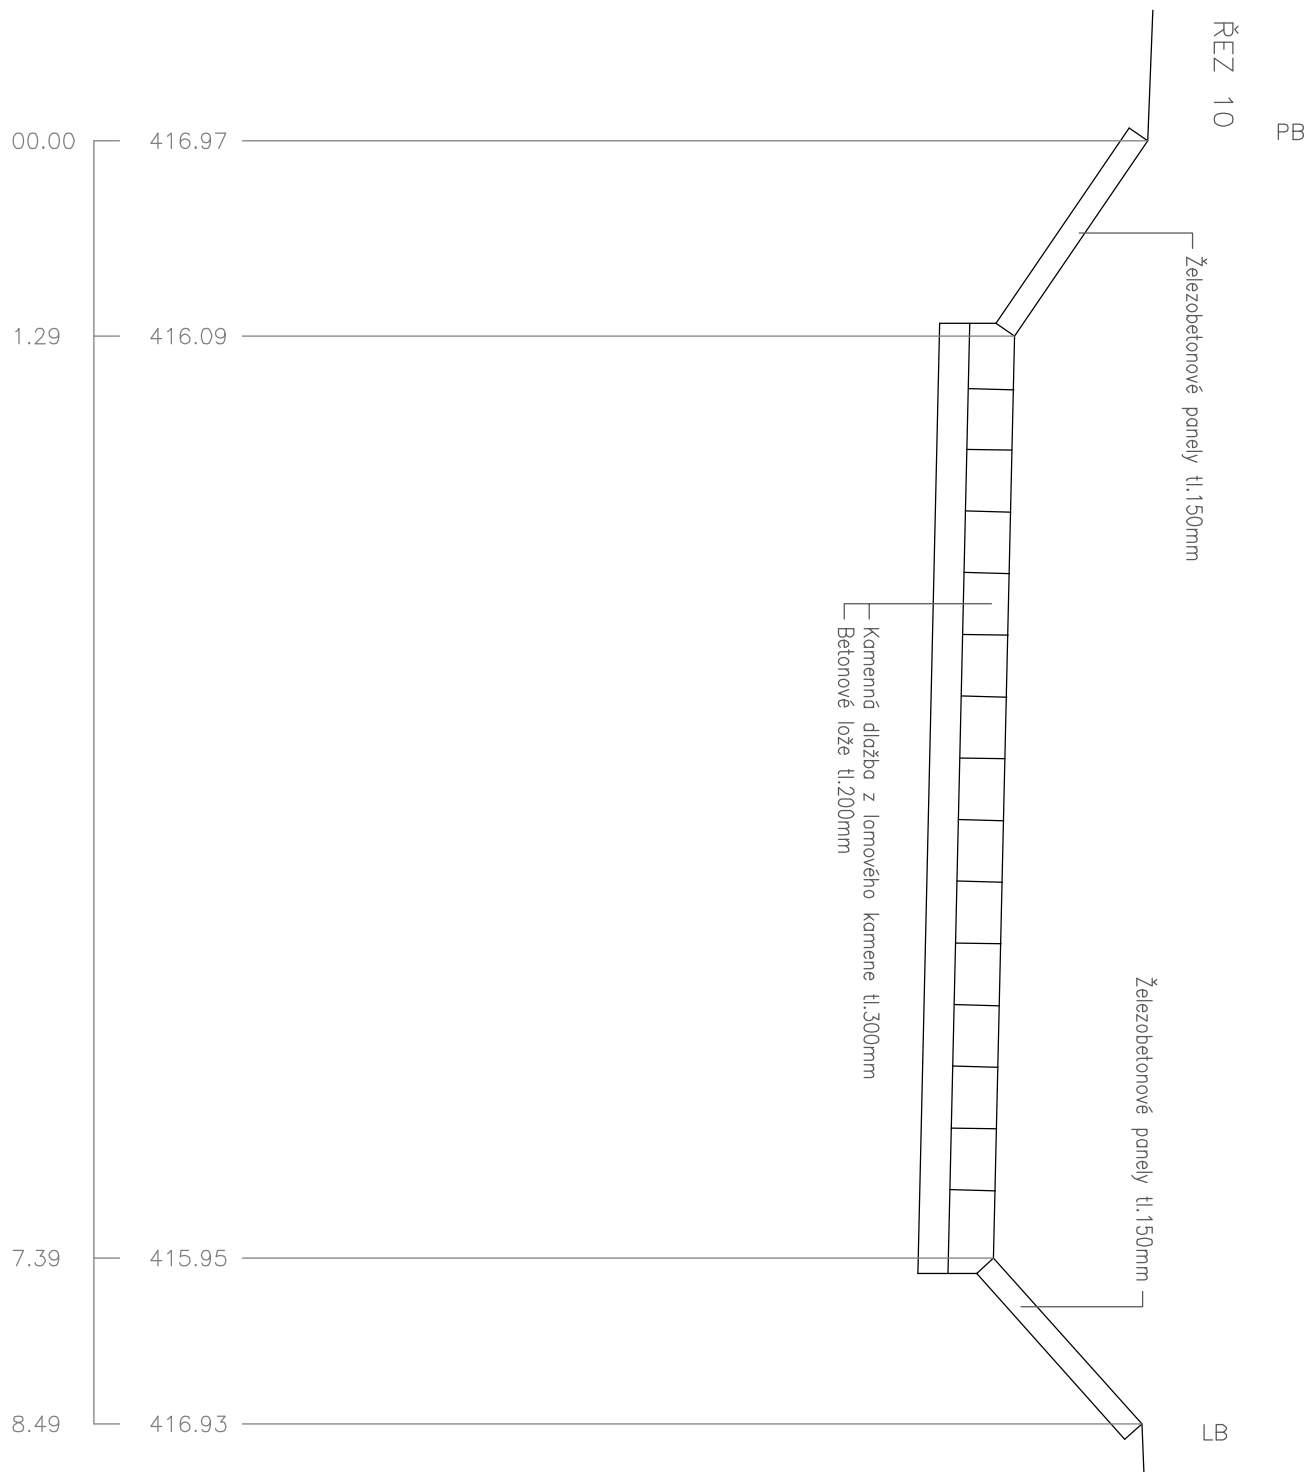 ŘEZ 10
PB
00.00
416.97
Železobetonové panely tl.150mm
1.29
416.09
Kamenná dlažba z lomového kamene tl.300mm
Betonové lože tl.200mm
Železobetonové panely tl.150mm
7.39
415.95
8.49
416.93
LB